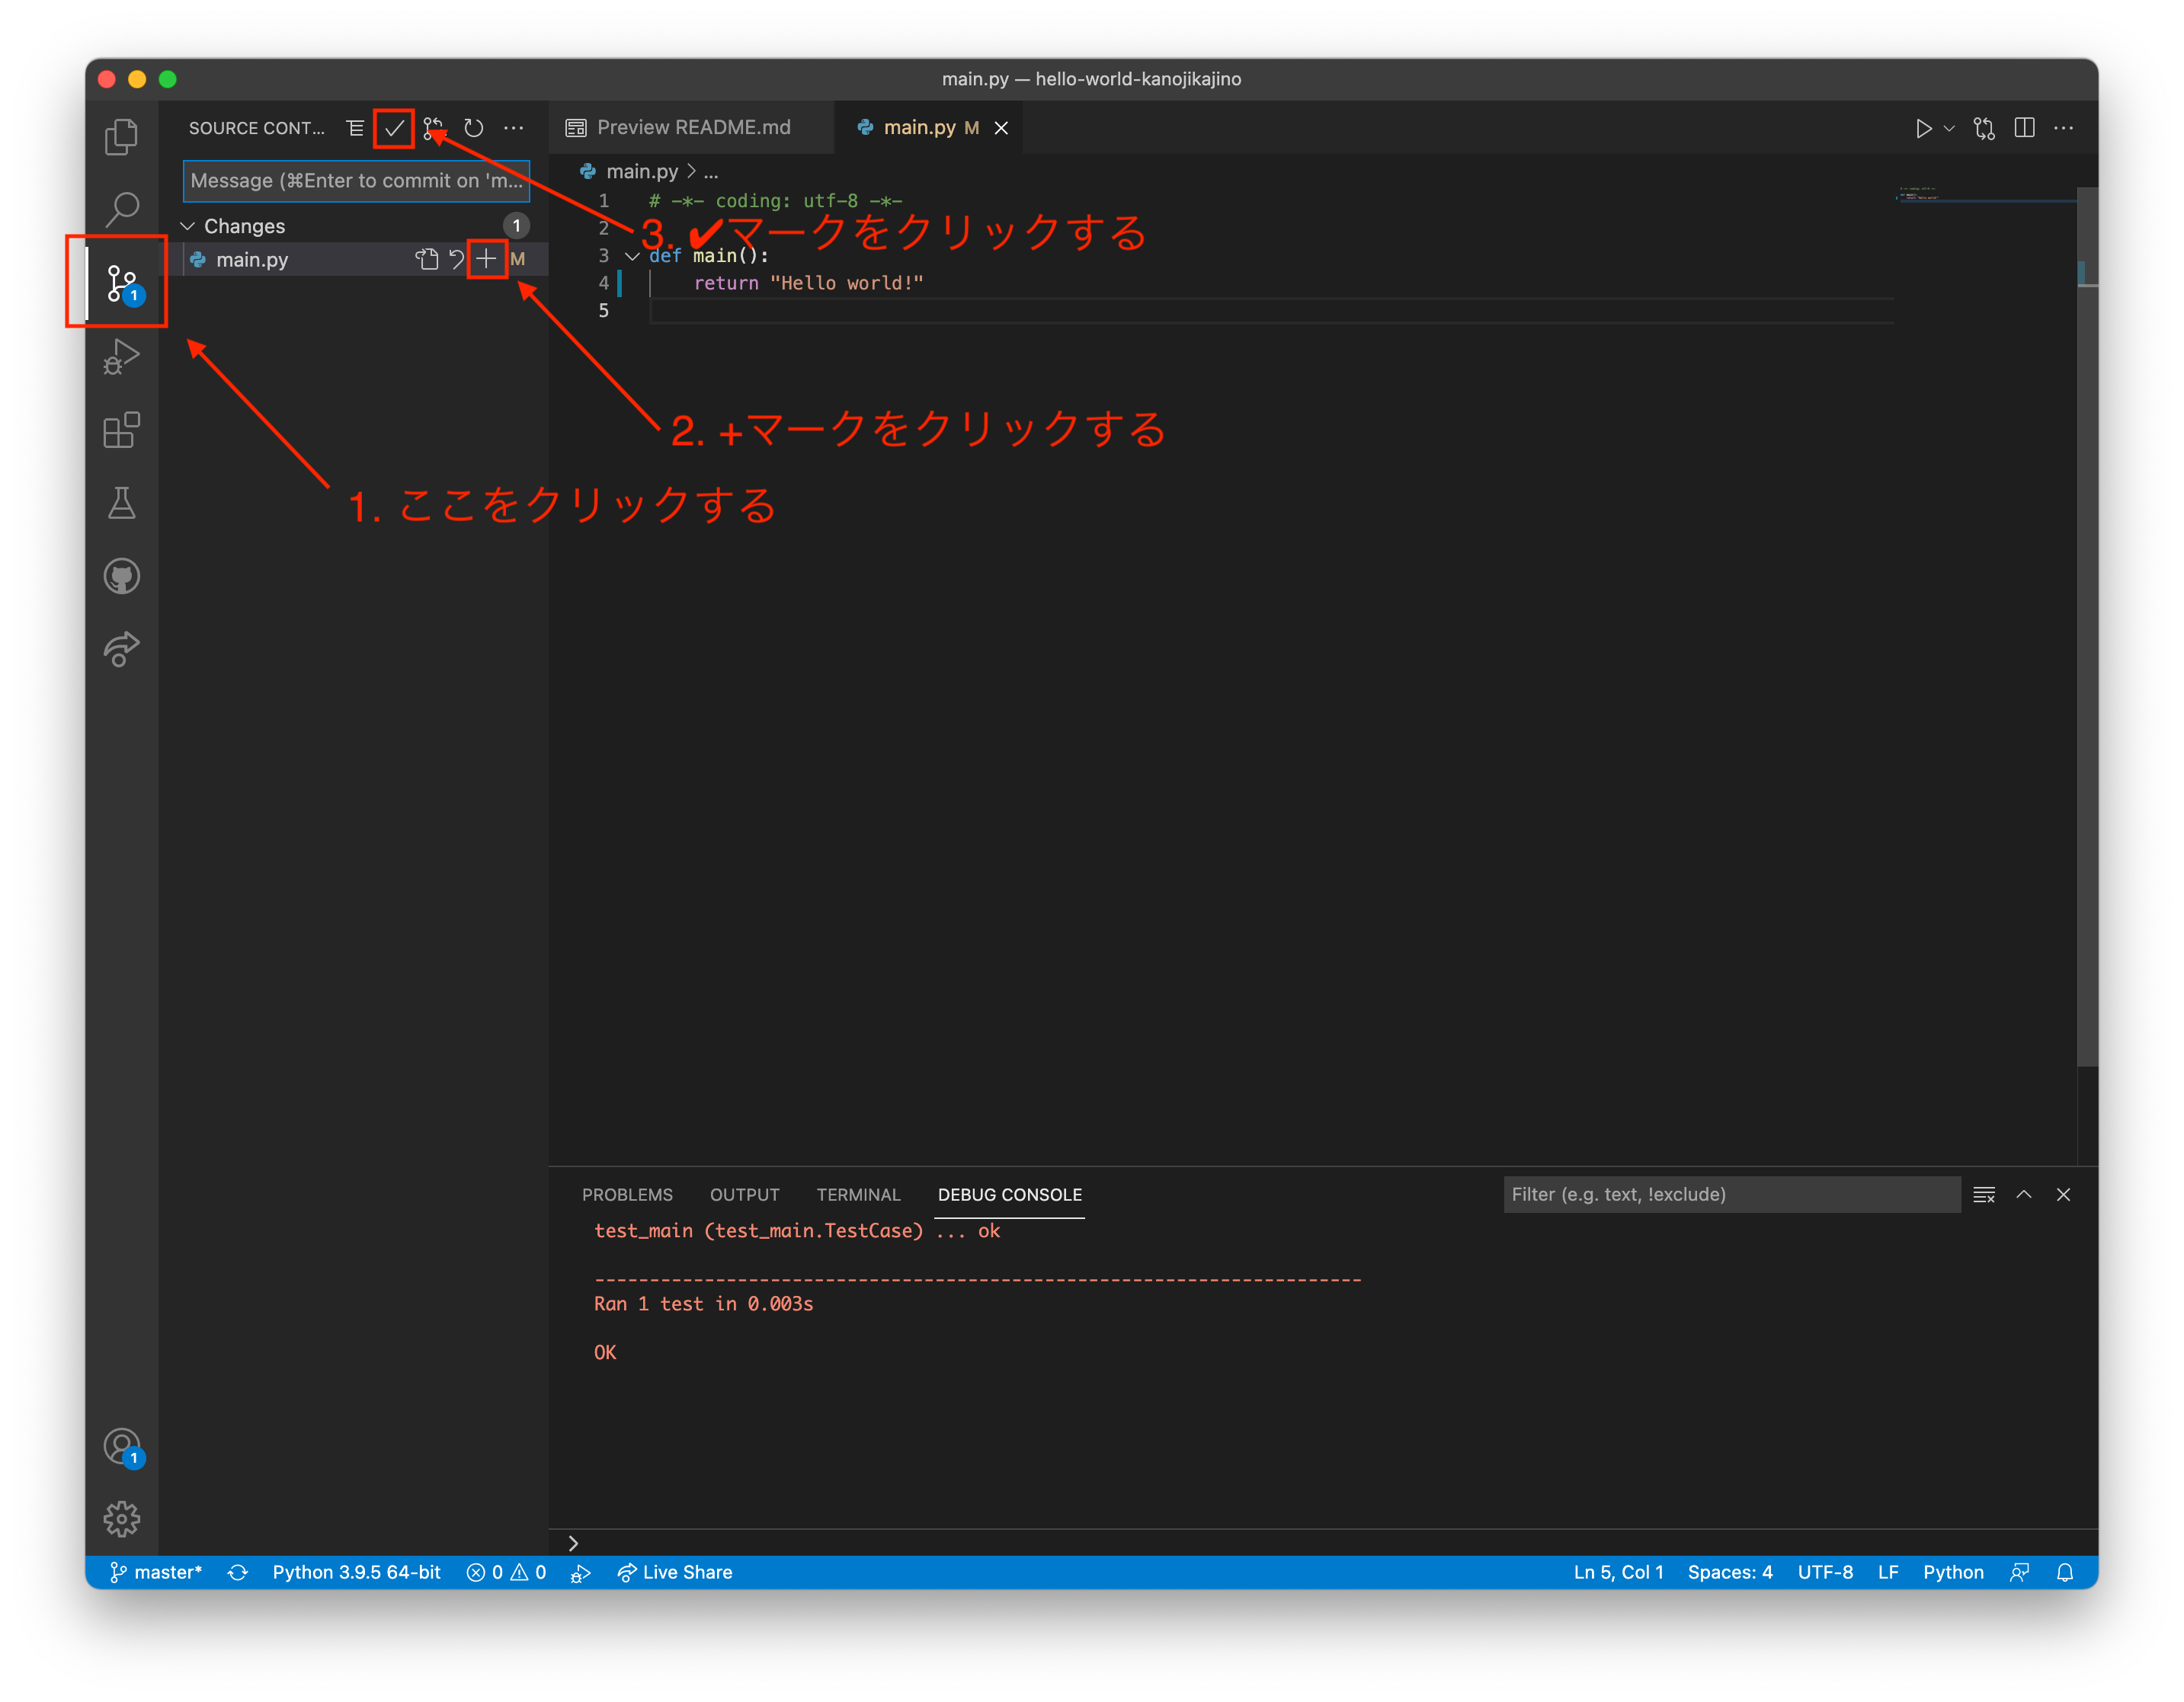 main.py — hello-world-kanojikajino
SOURCE CONT...
Message (⌘Enter to commit on 'm...
Changes 1
main.py M
1
Preview README.md
main.py M
main.py > ...
1 # -*- coding: utf-8 -*-
2
3 def main():
4 return "Hello world!"
5
3. ✔マークをクリックする
2. +マークをクリックする
1. ここをクリックする
PROBLEMS OUTPUT TERMINAL DEBUG CONSOLE
Filter (e.g. text, !exclude)
test_main (test_main.TestCase) ... ok
----------------------------------------------------------------------
Ran 1 test in 0.003s
OK
1
>
master* Python 3.9.5 64-bit 0 0 Live Share
Ln 5, Col 1 Spaces: 4 UTF-8 LF Python